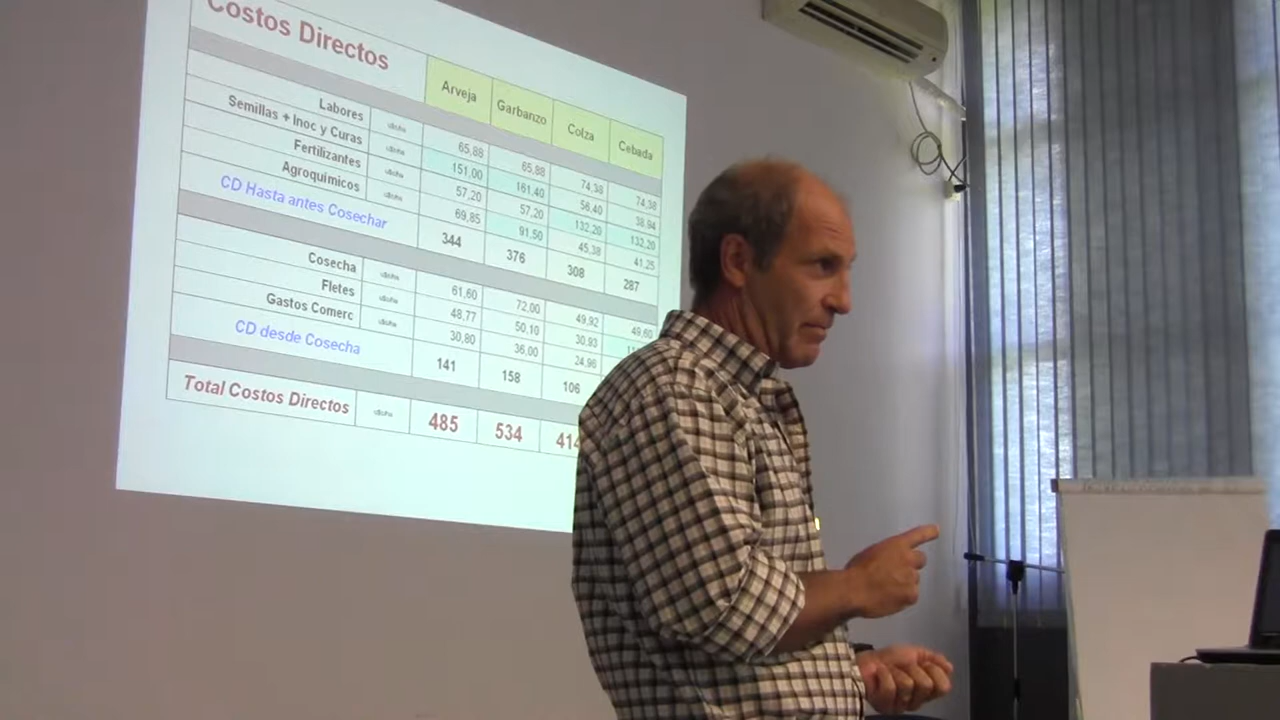 Costos Directos
Arveja Garbanzo Colza Cebada
Labores 65,88 65,88 74,38 74,38
Semillas + Inoc y Curas 151,00 161,40 56,40 38,94
Fertilizantes 57,20 57,20 132,20 132,20
Agroquímicos 69,85 91,50 45,38 41,25
CD Hasta antes Cosechar 344 376 308 287
Cosecha 61,60 72,00 49,92 49,60
Fletes 48,77 50,10 30,93
Gastos Comerc 30,80 36,00 24,96
CD desde Cosecha 141 158 106
Total Costos Directos 485 534 414